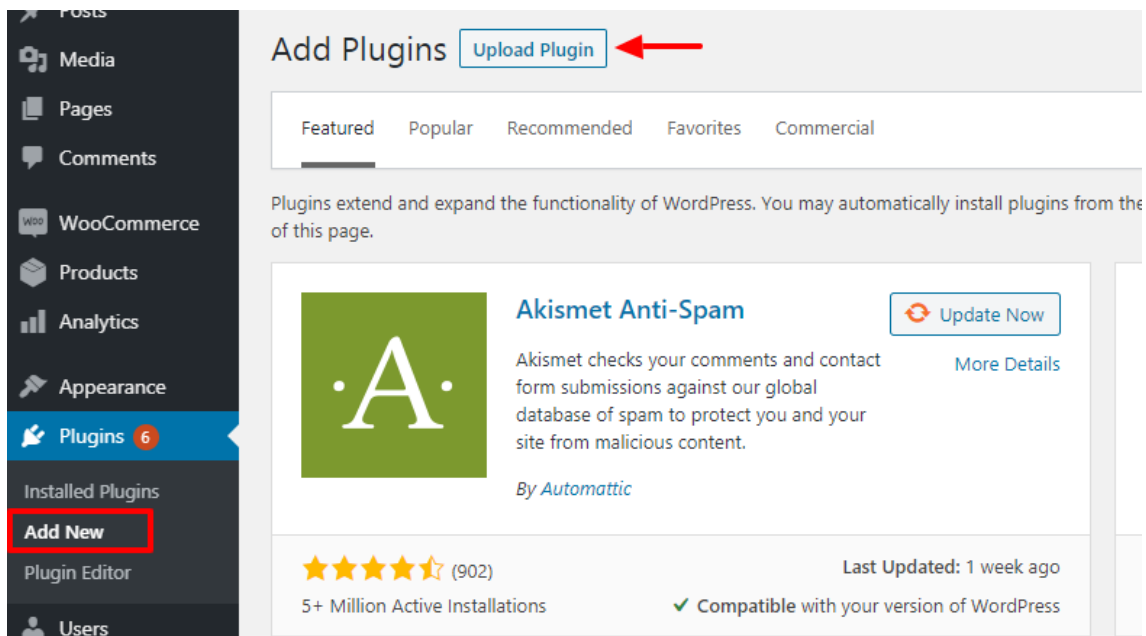 Posts
Media
Pages
Comments
WOO WooCommerce
Products
Analytics
Appearance
Plugins 6
Installed Plugins
Add New
Plugin Editor
Users
Add Plugins Upload Plugin
Featured Popular Recommended Favorites Commercial
Plugins extend and expand the functionality of WordPress. You may automatically install plugins from the
of this page.
A
Akismet Anti-Spam
Update Now
More Details
Akismet checks your comments and contact
form submissions against our global
database of spam to protect you and your
site from malicious content.
By Automattic
(902)
5+ Million Active Installations
Last Updated: 1 week ago
Compatible with your version of WordPress